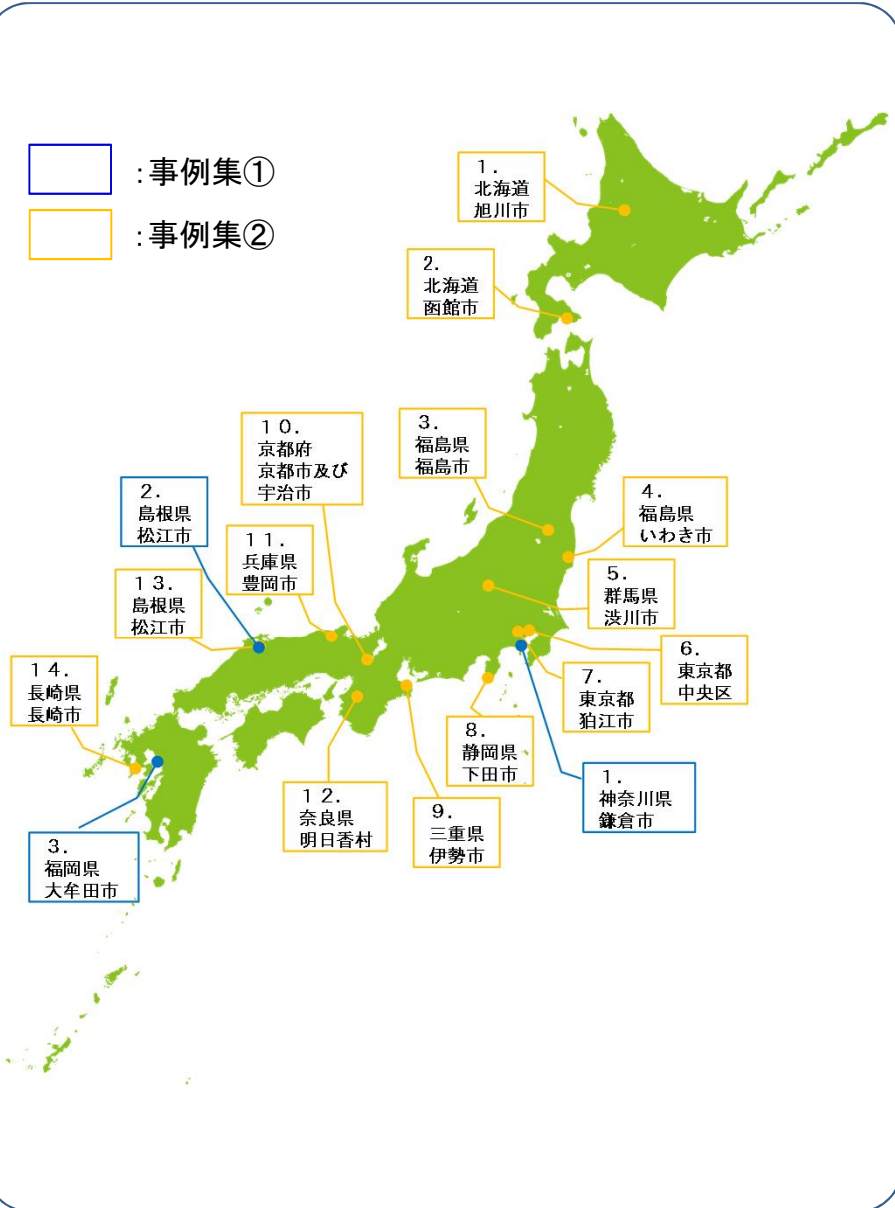 ：事例集①
：事例集②
１．
北海道
旭川市
２．
北海道
函館市
３．
福島県
福島市
４．
福島県
いわき市
５．
群馬県
渋川市
６．
東京都
中央区
７．
東京都
狛江市
８．
静岡県
下田市
１．
神奈川県
鎌倉市
９．
三重県
伊勢市
１０．
京都府
京都市及び
宇治市
２．
島根県
松江市
１１．
兵庫県
豊岡市
１３．
島根県
松江市
１４．
長崎県
長崎市
１２．
奈良県
明日香村
３．
福岡県
大牟田市